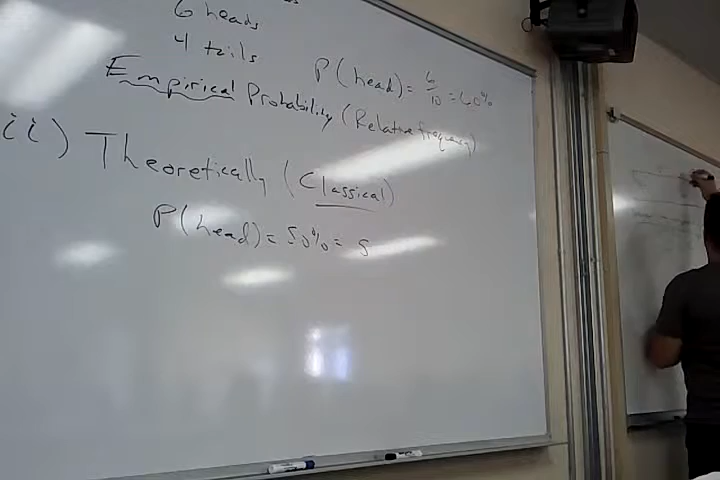 6 heads
4 tails
P(head)= 6/10 = 60%
Empirical Probability (Relative frequency)
ii) Theoretically (Classical)
P(head)= 50% = 5